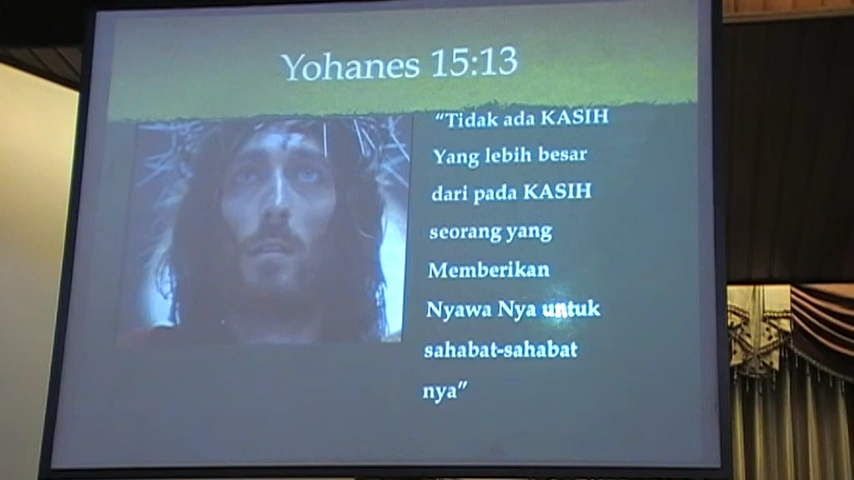 Yohanes 15:13
“Tidak ada KASIH
Yang lebih besar
dari pada KASIH
seorang yang
Memberikan
Nyawa Nya untuk
sahabat-sahabat
nya”